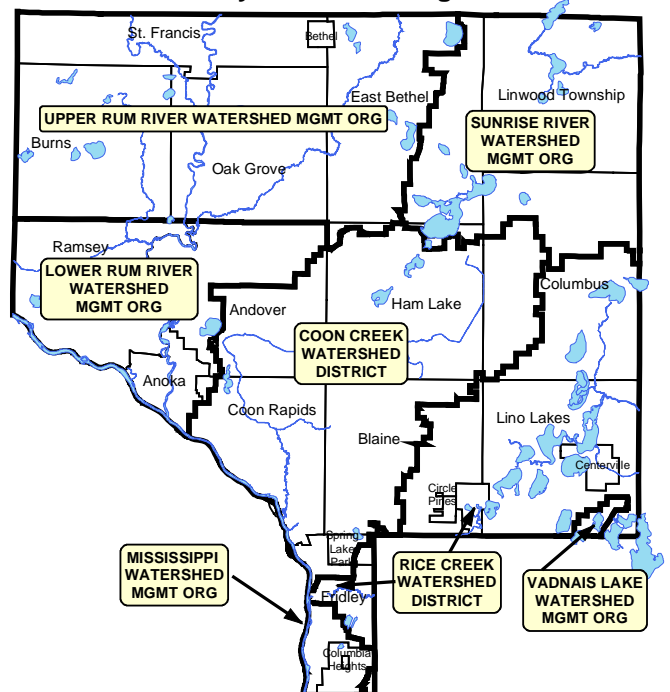 St. Francis
Bethel
East Bethel
Linwood Township
UPPER RUM RIVER WATERSHED MGMT ORG
SUNRISE RIVER
WATERSHED
MGMT ORG
Burns
Oak Grove
Ramsey
LOWER RUM RIVER
WATERSHED
MGMT ORG
Columbus
Andover
Ham Lake
COON CREEK
WATERSHED
DISTRICT
Anoka
Coon Rapids
Lino Lakes
Blaine
Centerville
Circle
Pines
Spring
Lake
Park
MISSISSIPPI
WATERSHED
MGMT ORG
RICE CREEK
WATERSHED
DISTRICT
VADNAIS LAKE
WATERSHED
MGMT ORG
Fridley
Columbia
Heights